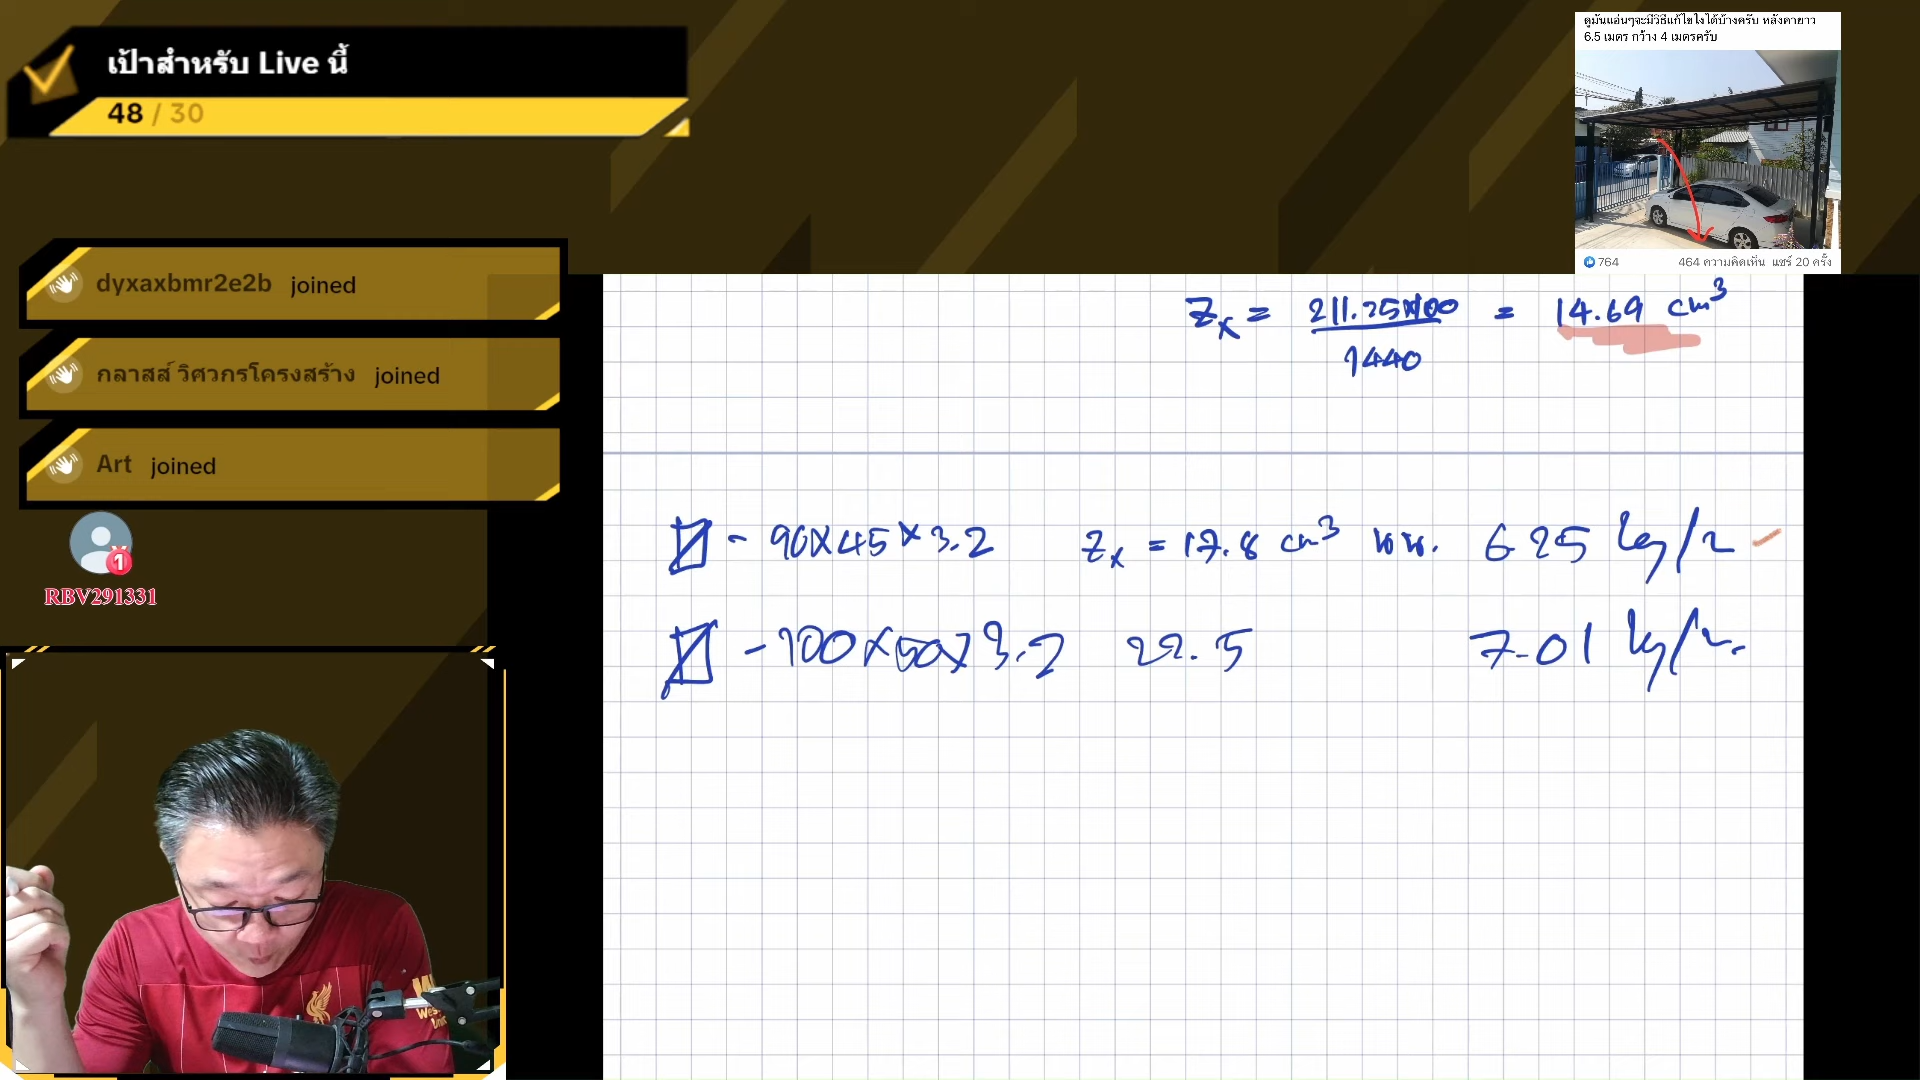 เป้าสำหรับ Live นี้
48 / 30
ดูมันแอ่นๆจะมีวิธีแก้ไขใงได้บ้างครับ หลังคายาว
6.5 เมตร กว้าง 4 เมตรครับ
764 464 ความคิดเห็น แชร์ 20 ครั้ง
dyxaxbmr2e2b joined
กลาสส์ วิศวกรโครงสร้าง joined
Art joined
1
RBV291331
Zx = 211.25x100 = 14.69 cm3
1440
- 90x45x3.2 Zx = 17.8 cm3 นน. 6.25 kg/m
- 100x50x3.2 22.5 7.01 kg/m.